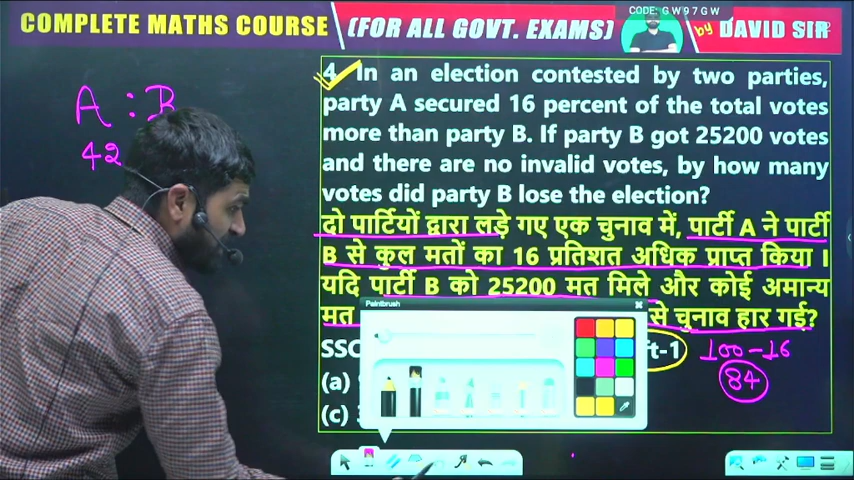 COMPLETE MATHS COURSE (FOR ALL GOVT. EXAMS) by DAVID SIR
CODE: GW97GW
A : B
42
4. In an election contested by two parties,
party A secured 16 percent of the total votes
more than party B. If party B got 25200 votes
and there are no invalid votes, by how many
votes did party B lose the election?
दो पार्टियों द्वारा लड़े गए एक चुनाव में, पार्टी A ने पार्टी
B से कुल मतों का 16 प्रतिशत अधिक प्राप्त किया ।
यदि पार्टी B को 25200 मत मिले और कोई अमान्य
मत से चुनाव हार गई?
Paintbrush
SSC ft-1
100-16
84
(a)
(c)